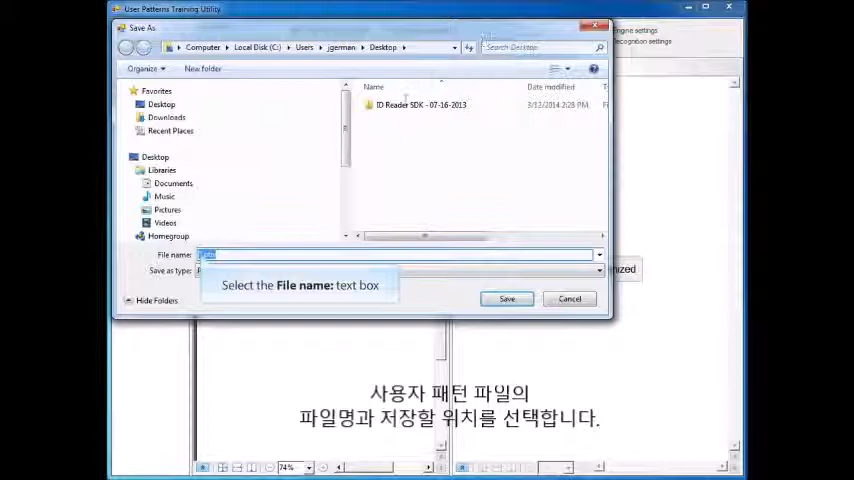 User Patterns Training Utility
Save As
Computer ▸ Local Disk (C:) ▸ Users ▸ jgerman ▸ Desktop ▸
Search Desktop
Engine settings
Recognition settings
Organize
New folder
Favorites
Desktop
Downloads
Recent Places
Desktop
Libraries
Documents
Music
Pictures
Videos
Homegroup
Name
Date modified
ID Reader SDK - 07-16-2013
3/12/2014 2:28 PM
File name:
Save as type:
Select the File name: text box
Hide Folders
Save
Cancel
사용자 패턴 파일의
파일명과 저장할 위치를 선택합니다.
74%